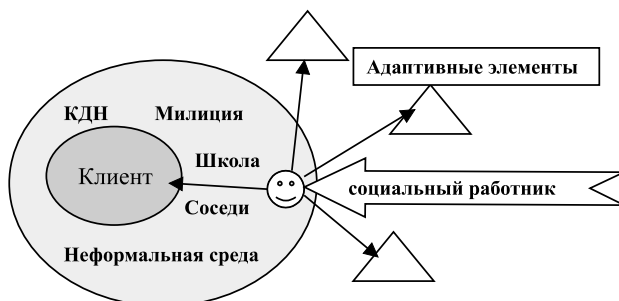 Адаптивные элементы
КДН
Милиция
Школа
Клиент
социальный работник
Соседи
Неформальная среда